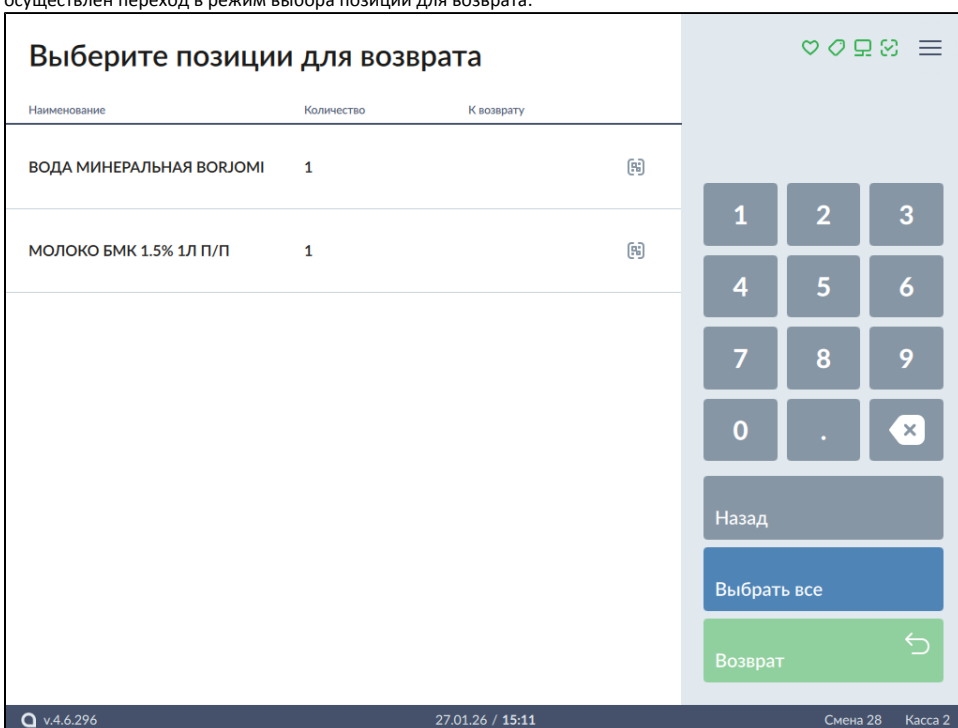 осуществлен переход в режим выбора позиций для возврата.
Выберите позиции для возврата
Наименование Количество К возврату
ВОДА МИНЕРАЛЬНАЯ BORJOMI 1
МОЛОКО БМК 1.5% 1Л П/П 1
1 2 3
4 5 6
7 8 9
0 .
Назад
Выбрать все
Возврат
v.4.6.296 27.01.26 / 15:11 Смена 28 Касса 2